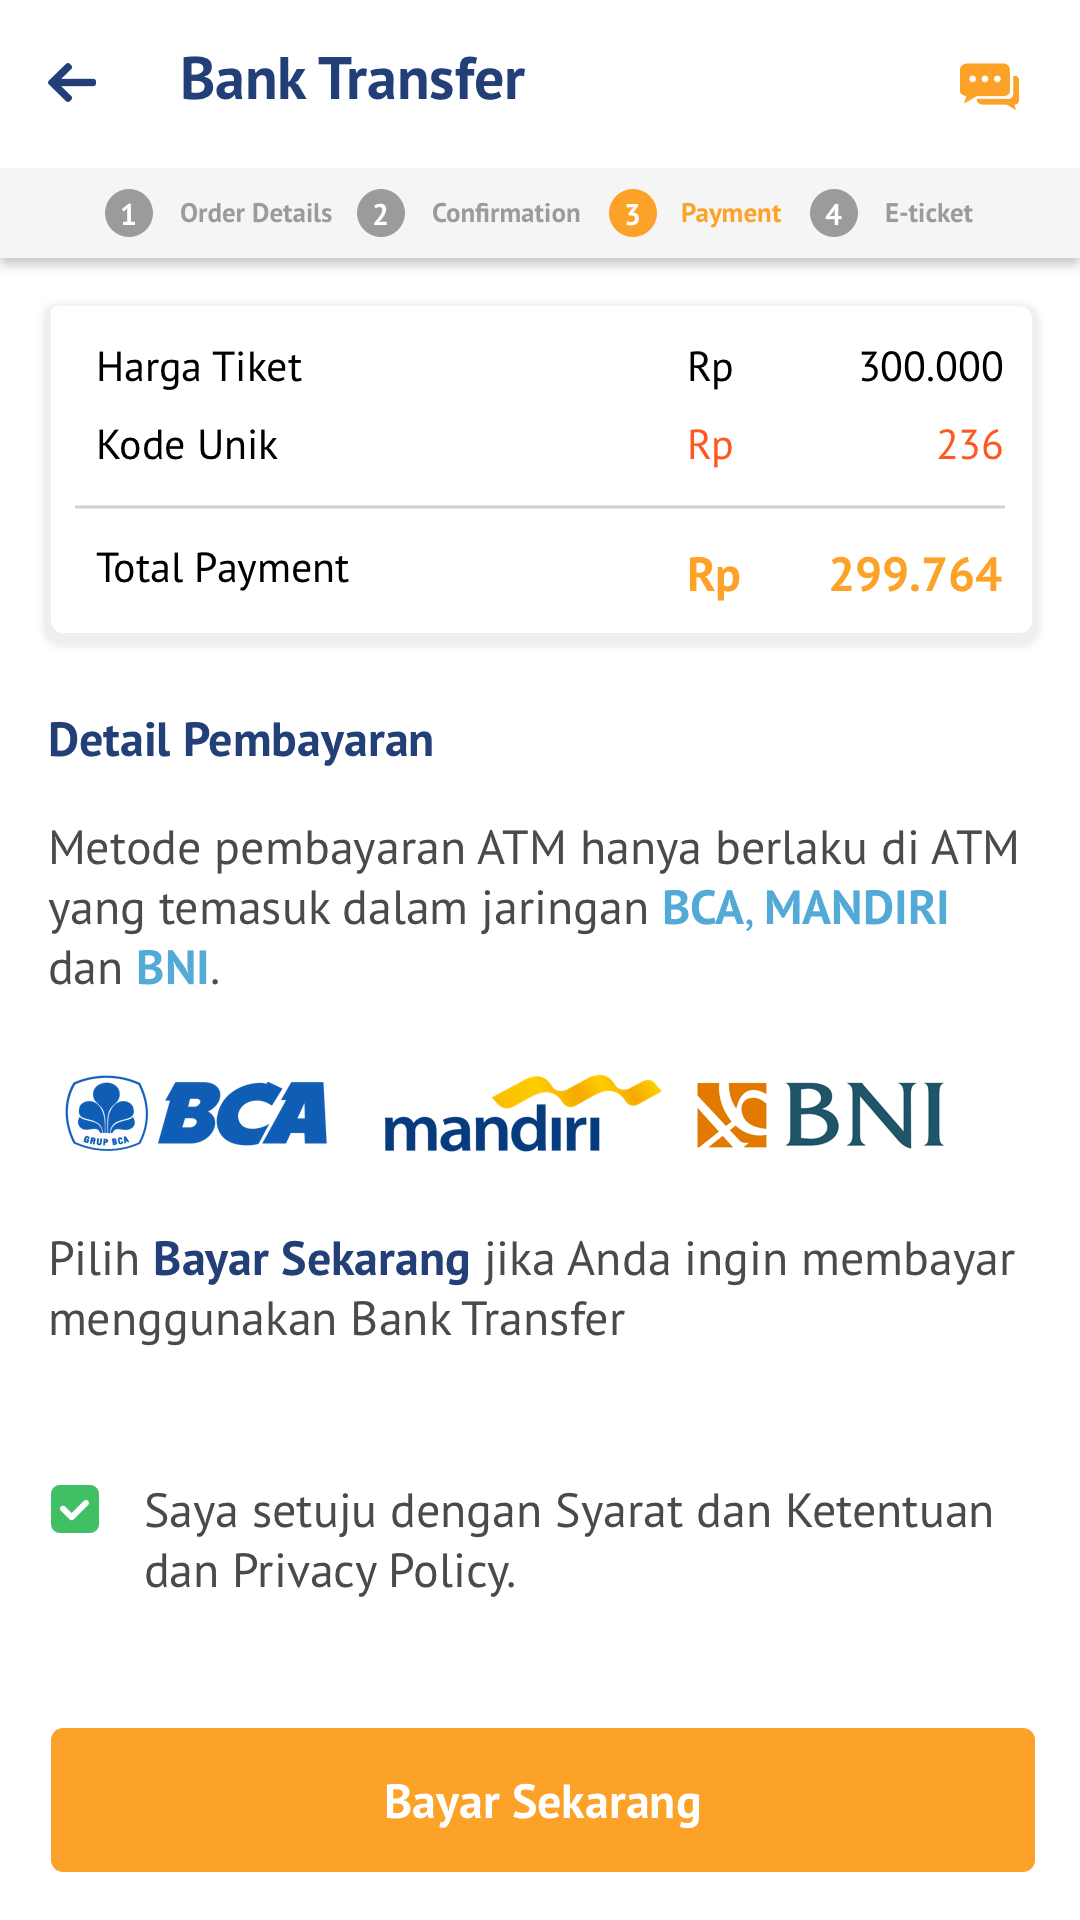 Bank Transfer
1 Order Details 2 Confirmation 3 Payment 4 E-ticket
Harga Tiket Rp 300.000
Kode Unik Rp 236
Total Payment Rp 299.764
Detail Pembayaran
Metode pembayaran ATM hanya berlaku di ATM
yang temasuk dalam jaringan BCA, MANDIRI
dan BNI.
GRUP BCA BCA mandiri BNI
Pilih Bayar Sekarang jika Anda ingin membayar
menggunakan Bank Transfer
Saya setuju dengan Syarat dan Ketentuan
dan Privacy Policy.
Bayar Sekarang